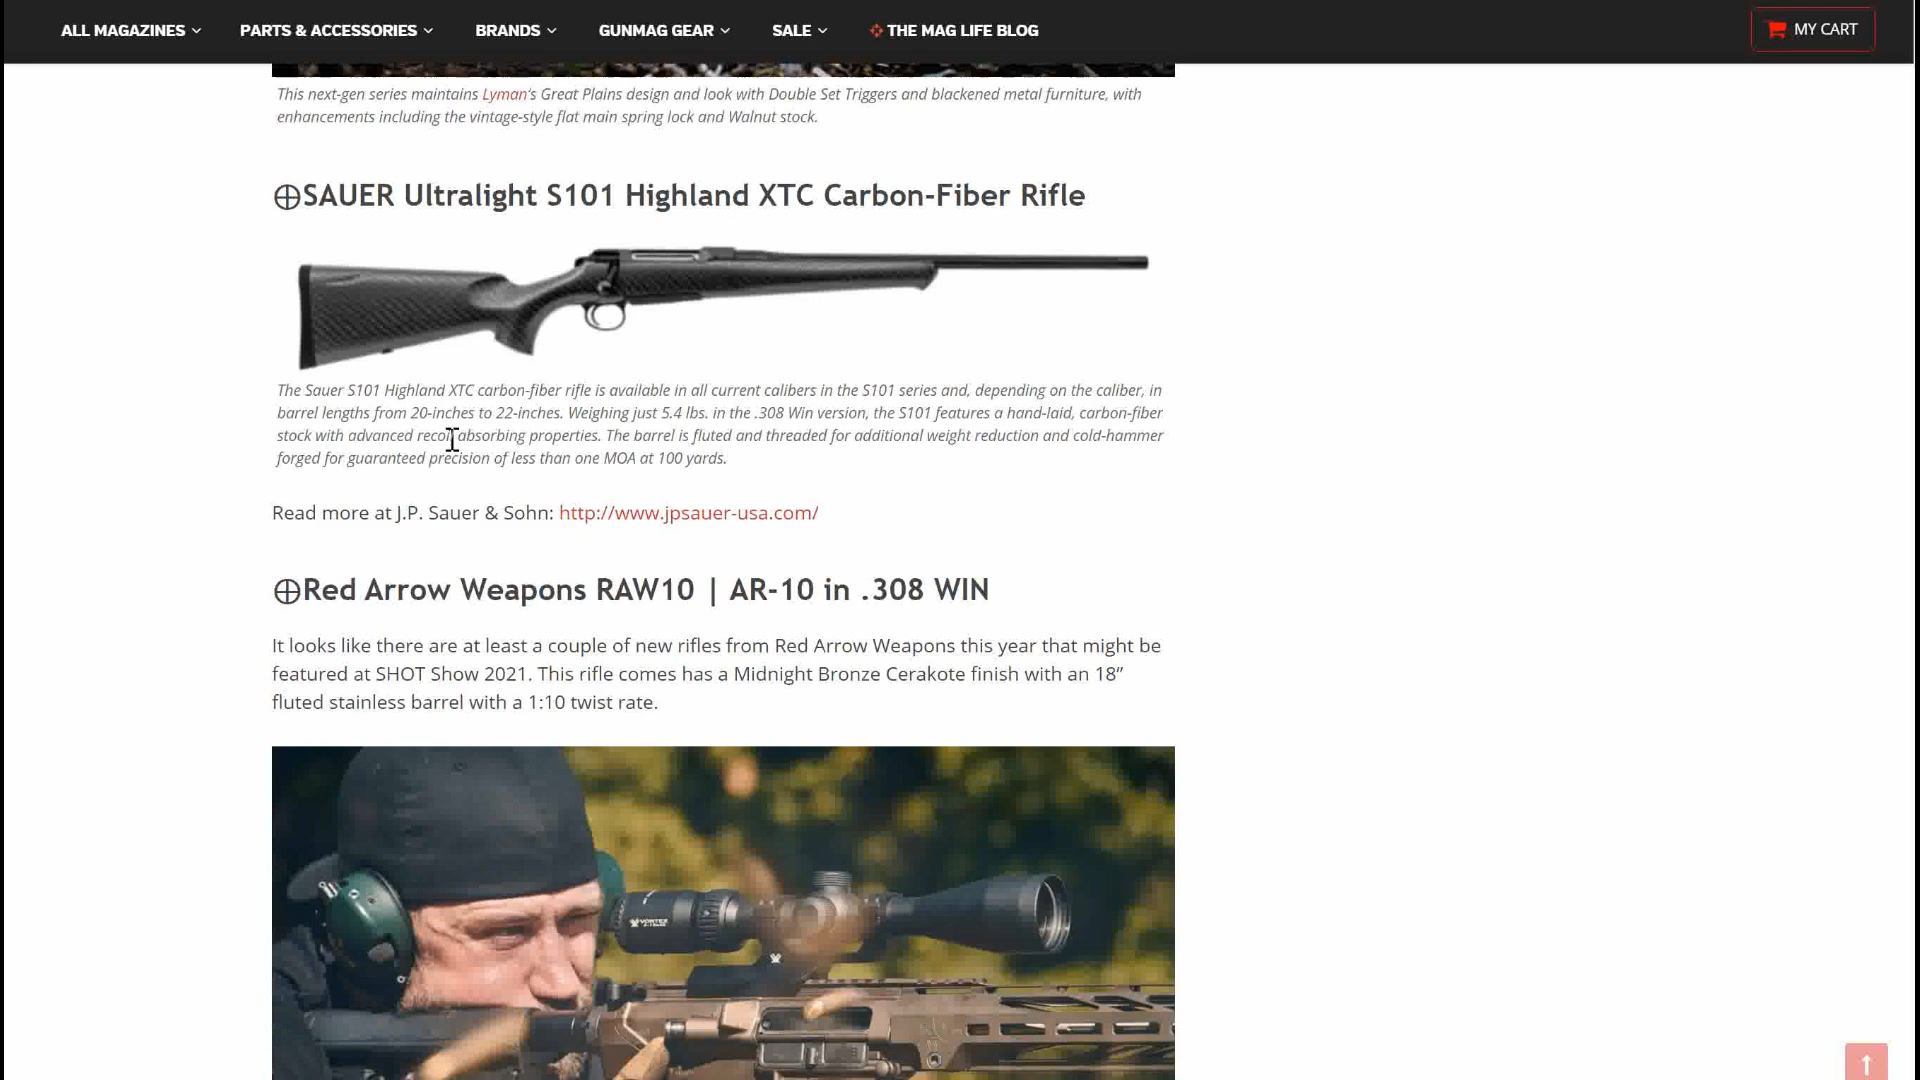 ALL MAGAZINES PARTS & ACCESSORIES BRANDS GUNMAG GEAR SALE THE MAG LIFE BLOG MY CART
This next-gen series maintains Lyman's Great Plains design and look with Double Set Triggers and blackened metal furniture, with
enhancements including the vintage-style flat main spring lock and Walnut stock.
⨁SAUER Ultralight S101 Highland XTC Carbon-Fiber Rifle
The Sauer S101 Highland XTC carbon-fiber rifle is available in all current calibers in the S101 series and, depending on the caliber, in
barrel lengths from 20-inches to 22-inches. Weighing just 5.4 lbs. in the .308 Win version, the S101 features a hand-laid, carbon-fiber
stock with advanced recoil absorbing properties. The barrel is fluted and threaded for additional weight reduction and cold-hammer
forged for guaranteed precision of less than one MOA at 100 yards.
Read more at J.P. Sauer & Sohn: http://www.jpsauer-usa.com/
⨁Red Arrow Weapons RAW10 | AR-10 in .308 WIN
It looks like there are at least a couple of new rifles from Red Arrow Weapons this year that might be
featured at SHOT Show 2021. This rifle comes has a Midnight Bronze Cerakote finish with an 18”
fluted stainless barrel with a 1:10 twist rate.
VORTEX